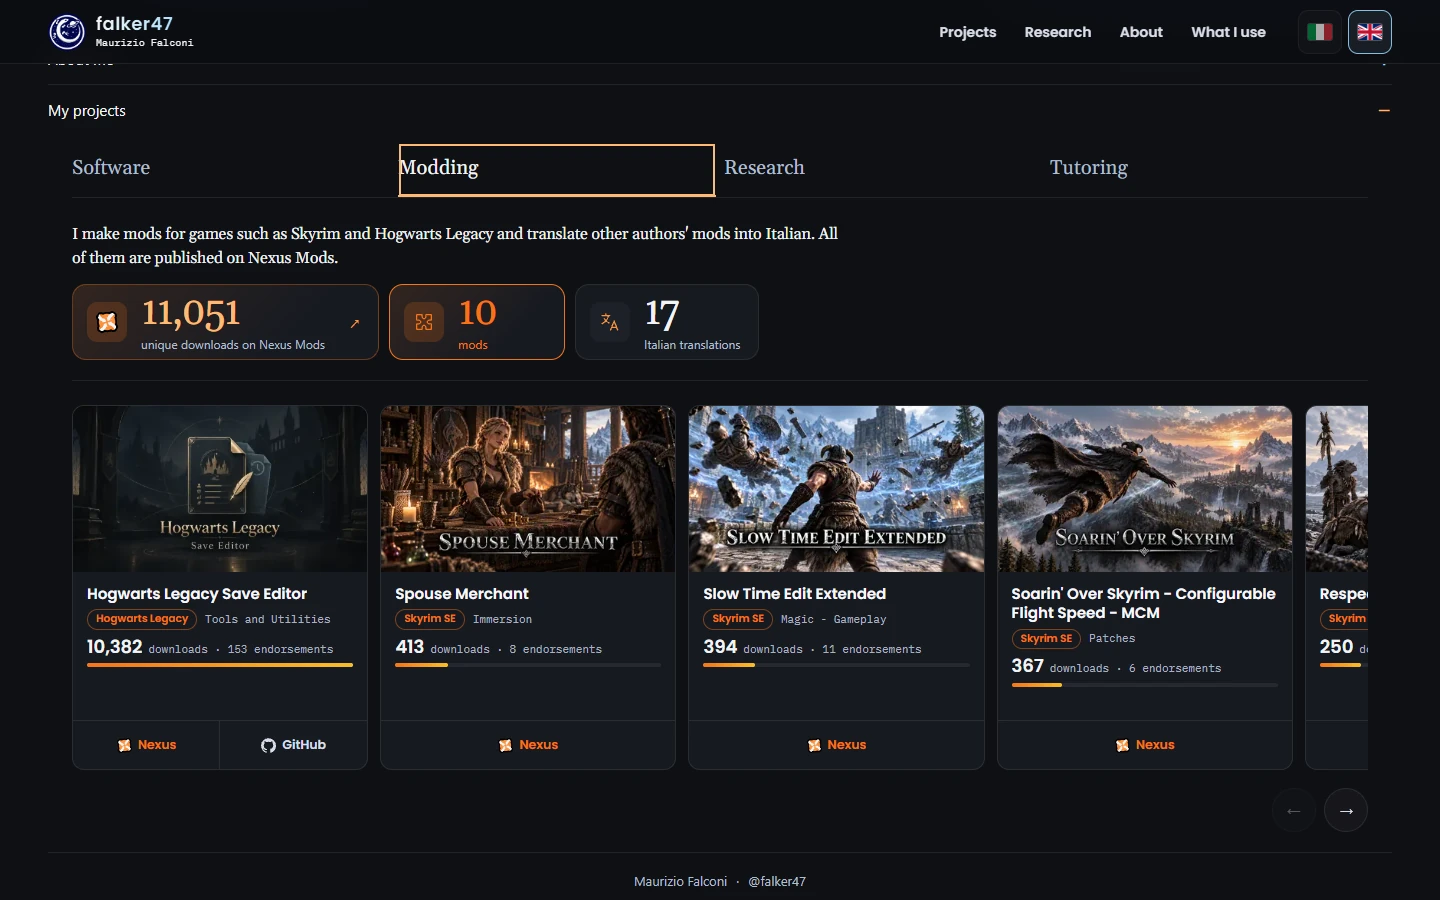 falker47
Maurizio Falconi
Projects
Research
About
What I use
My projects
Software
Modding
Research
Tutoring
I make mods for games such as Skyrim and Hogwarts Legacy and translate other authors' mods into Italian. All
of them are published on Nexus Mods.
11,051
unique downloads on Nexus Mods
↗
10
mods
17
Italian translations
Hogwarts Legacy
Save Editor
SPOUSE MERCHANT
SLOW TIME EDIT EXTENDED
SOARIN' OVER SKYRIM
Hogwarts Legacy Save Editor
Hogwarts Legacy Tools and Utilities
10,382 downloads · 153 endorsements
Nexus
GitHub
Spouse Merchant
Skyrim SE Immersion
413 downloads · 8 endorsements
Nexus
Slow Time Edit Extended
Skyrim SE Magic - Gameplay
394 downloads · 11 endorsements
Nexus
Soarin' Over Skyrim - Configurable
Flight Speed - MCM
Skyrim SE Patches
367 downloads · 6 endorsements
Nexus
Skyrim
250
← →
Maurizio Falconi · @falker47